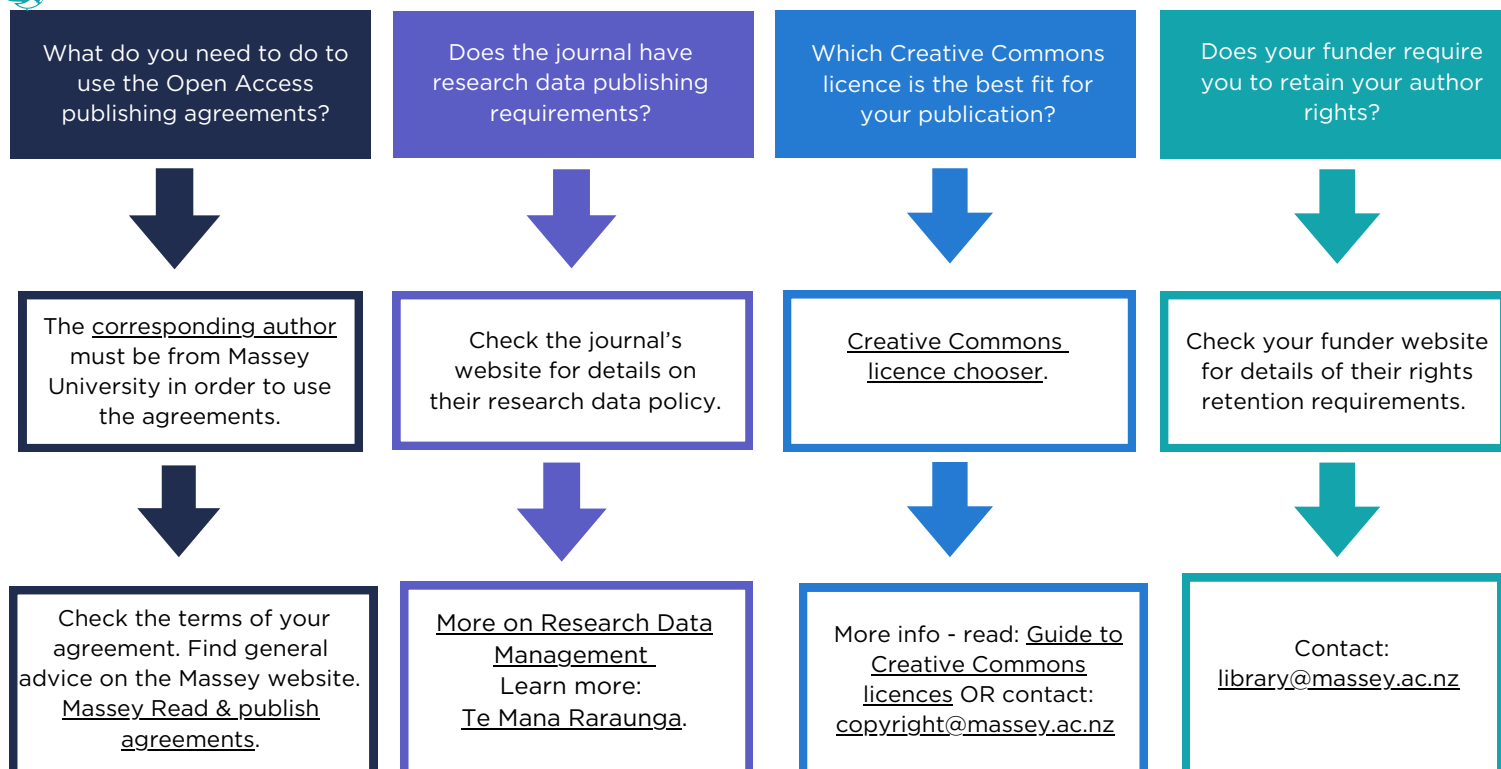 What do you need to do to
use the Open Access
publishing agreements?
Does the journal have
research data publishing
requirements?
Which Creative Commons
licence is the best fit for
your publication?
Does your funder require
you to retain your author
rights?
The corresponding author
must be from Massey
University in order to use
the agreements.
Check the journal's
website for details on
their research data policy.
Creative Commons
licence chooser.
Check your funder website
for details of their rights
retention requirements.
Check the terms of your
agreement. Find general
advice on the Massey website.
Massey Read & publish
agreements.
More on Research Data
Management
Learn more:
Te Mana Raraunga.
More info - read: Guide to
Creative Commons
licences OR contact:
copyright@massey.ac.nz
Contact:
library@massey.ac.nz